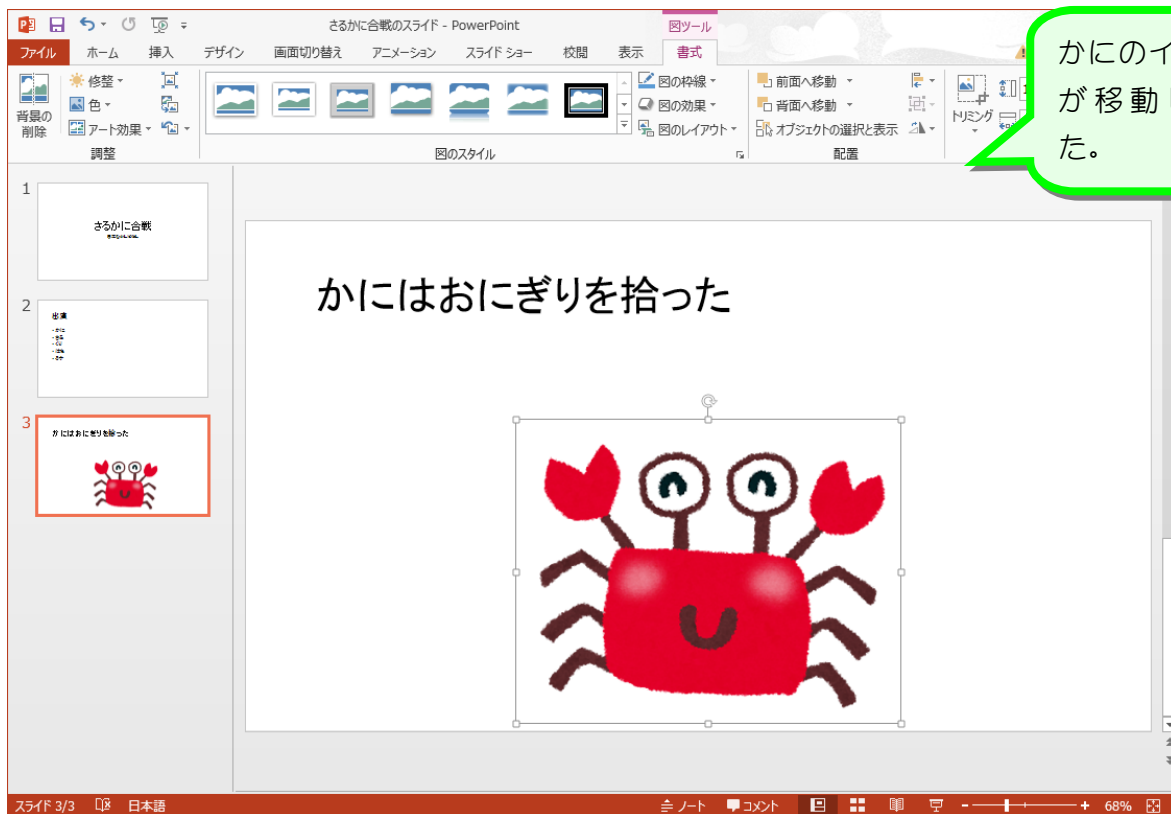 さるかに合戦のスライド - PowerPoint
図ツール
ファイル ホーム 挿入 デザイン 画面切り替え アニメーション スライド ショー 校閲 表示 書式
かにのイ
が移動
た。
背景の
削除
修整
色
アート効果
調整
図のスタイル
図の枠線
図の効果
図のレイアウト
前面へ移動
背面へ移動
オブジェクトの選択と表示
配置
トリミング
1
さるかに合戦
2
出演
3
かにはおにぎりを拾った
かにはおにぎりを拾った
スライド 3/3 日本語
ノート コメント 68%